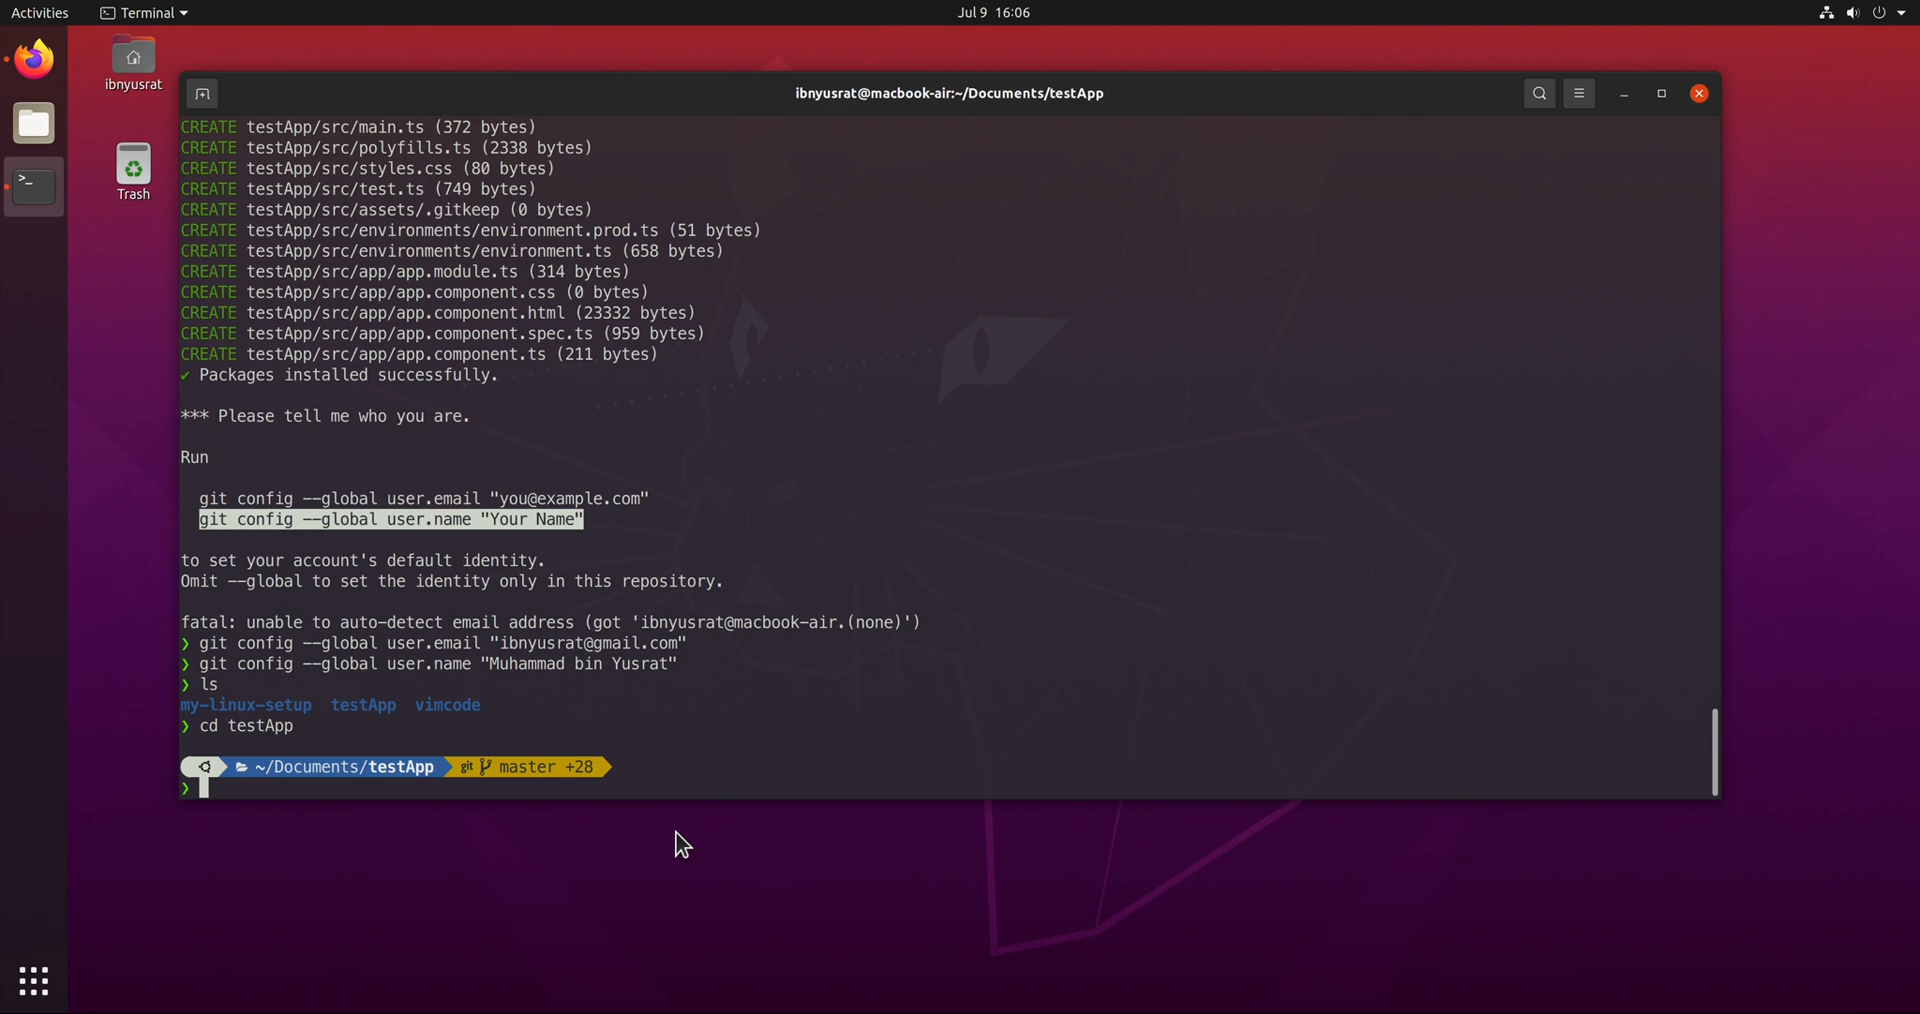 Activities
Terminal
Jul 9 16:06
ibnyusrat
Trash
ibnyusrat@macbook-air:~/Documents/testApp
CREATE testApp/src/main.ts (372 bytes)
CREATE testApp/src/polyfills.ts (2338 bytes)
CREATE testApp/src/styles.css (80 bytes)
CREATE testApp/src/test.ts (749 bytes)
CREATE testApp/src/assets/.gitkeep (0 bytes)
CREATE testApp/src/environments/environment.prod.ts (51 bytes)
CREATE testApp/src/environments/environment.ts (658 bytes)
CREATE testApp/src/app/app.module.ts (314 bytes)
CREATE testApp/src/app/app.component.css (0 bytes)
CREATE testApp/src/app/app.component.html (23332 bytes)
CREATE testApp/src/app/app.component.spec.ts (959 bytes)
CREATE testApp/src/app/app.component.ts (211 bytes)
✔ Packages installed successfully.
*** Please tell me who you are.
Run
git config --global user.email "you@example.com"
git config --global user.name "Your Name"
to set your account's default identity.
Omit --global to set the identity only in this repository.
fatal: unable to auto-detect email address (got 'ibnyusrat@macbook-air.(none)')
❯ git config --global user.email "ibnyusrat@gmail.com"
❯ git config --global user.name "Muhammad bin Yusrat"
❯ ls
my-linux-setup testApp vimcode
❯ cd testApp
~/Documents/testApp git master +28
❯